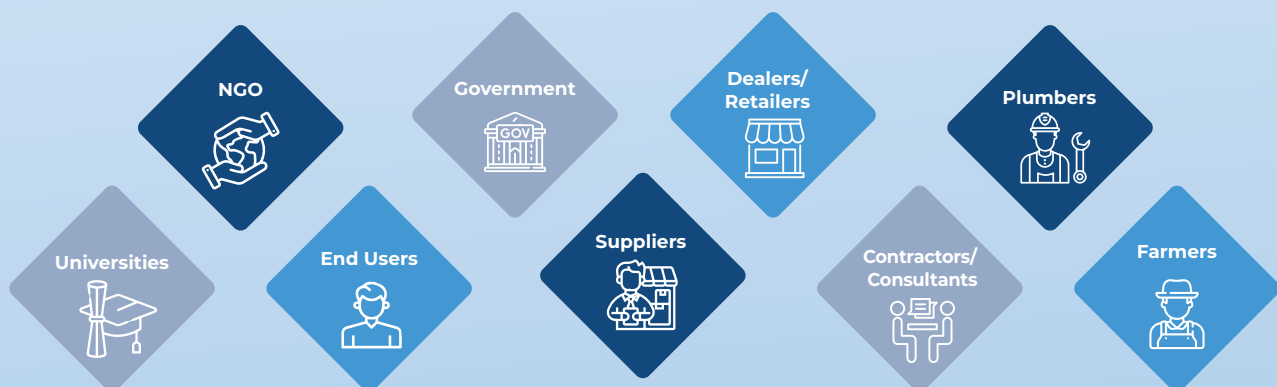 NGO
Government
GOV
Dealers/
Retailers
Plumbers
Universities
End Users
Suppliers
Contractors/
Consultants
Farmers